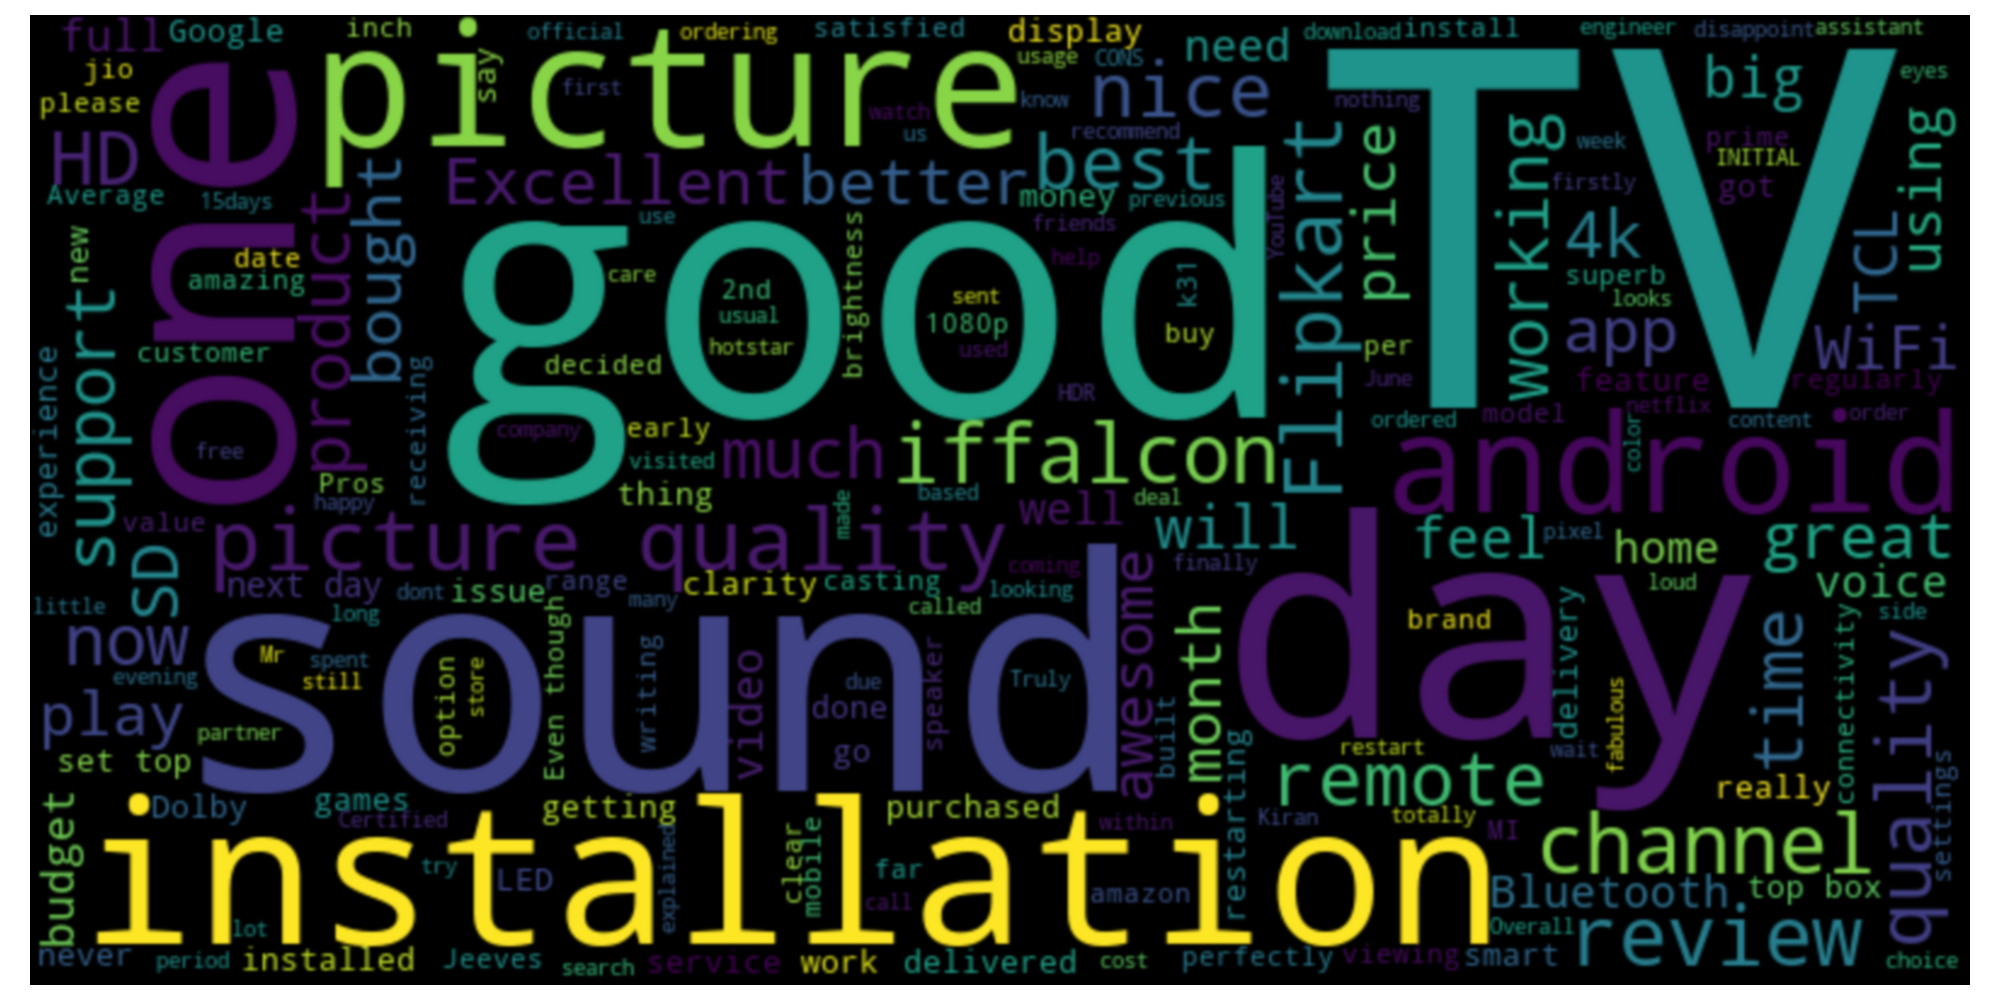 full Google inch official ordering satisfied display need download install engineer disappoint assistant
jio say picture usage CONS nice TV big eyes
please first know nothing
HD one watch us recommend Flipkart price working week prime INITIAL using
Average 15days product bought Excellent better best money previous firstly got
new date amazing use brightness friends YouTube 4k TCL
support care good 2nd usual hotstar sent 1080p used help k31 buy superb looks
customer decided HDR per June app WiFi feature regularly
experience free receiving company early visited much iffalcon ordered model netflix content order
Pros happy thing made based deal android color
value picture quality well will feel pixel home great
SD next day dont issue range many clarity casting called coming looking finally loud voice
little long Even though awesome month day brand delivery time connectivity side
now Mr spent still evening sound option store writing video due done go speaker Truly quality
play partner built restart wait fabulous
set top restarting remote really settings
budget Dolby games Certified getting purchased within Kiran totally MI channel
installation try LED explained clear mobile far call amazon Bluetooth top box
lot Overall review
never period installed Jeeves search service work delivered cost perfectly viewing smart choice